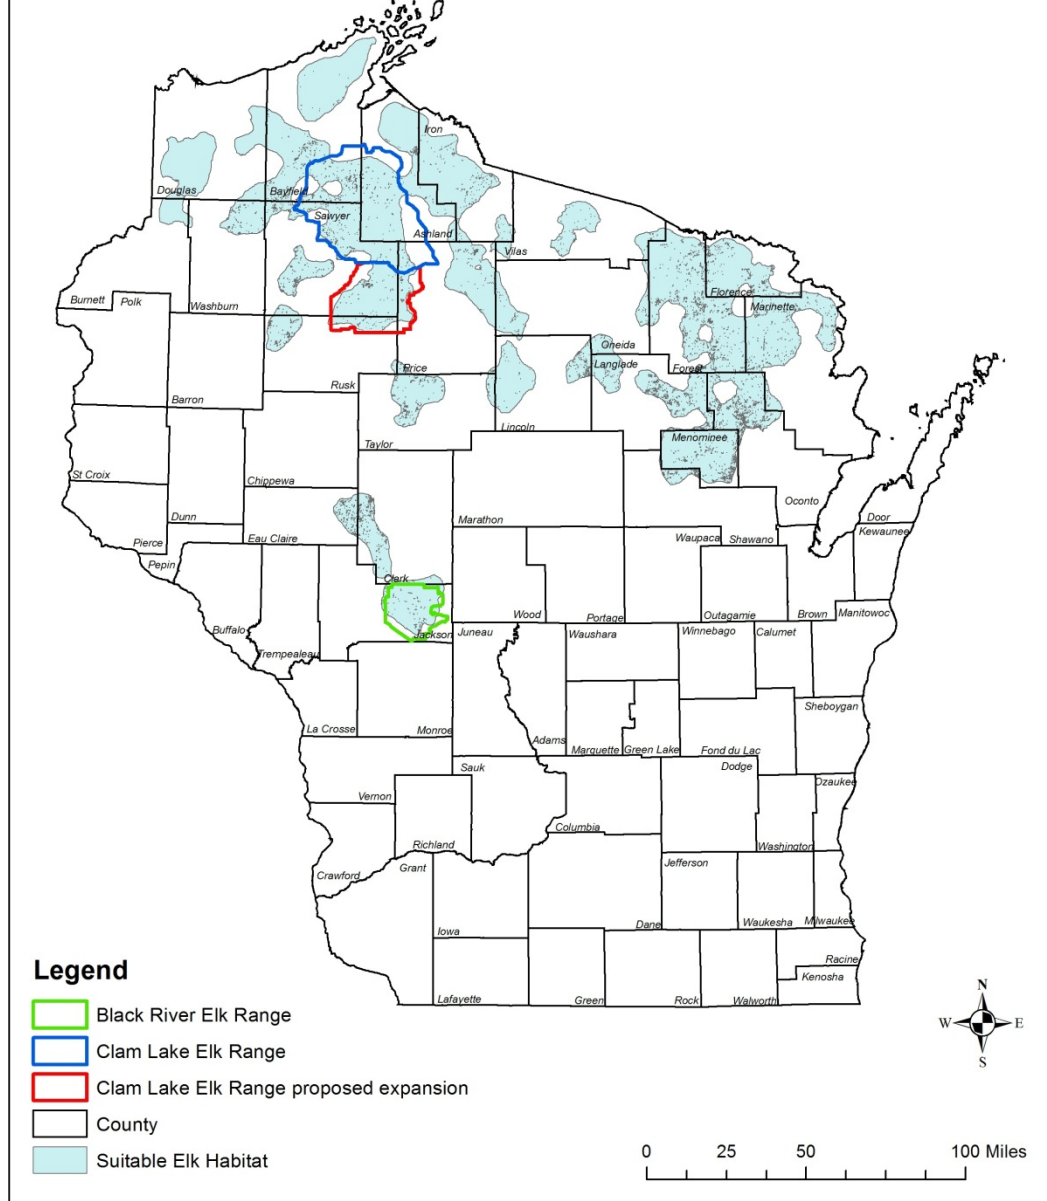 Iron
Douglas
Bayfield
Sawyer
Ashland
Vilas
Burnett
Polk
Washburn
Florence
Marinette
Oneida
Langlade
Forest
Price
Rusk
Barron
Lincoln
Taylor
Menominee
St Croix
Chippewa
Oconto
Dunn
Marathon
Door
Kewaunee
Pierce
Eau Claire
Waupaca
Shawano
Pepin
Clark
Wood
Portage
Outagamie
Brown
Manitowoc
Buffalo
Jackson
Juneau
Waushara
Winnebago
Calumet
Trempealeau
Sheboygan
La Crosse
Monroe
Adams
Marquette
Green Lake
Fond du Lac
Sauk
Dodge
Ozaukee
Vernon
Columbia
Richland
Washington
Crawford
Grant
Jefferson
Iowa
Dane
Waukesha
Milwaukee
Racine
Kenosha
Lafayette
Green
Rock
Walworth
Legend
Black River Elk Range
Clam Lake Elk Range
Clam Lake Elk Range proposed expansion
County
Suitable Elk Habitat
N
W
E
S
0 25 50 100 Miles